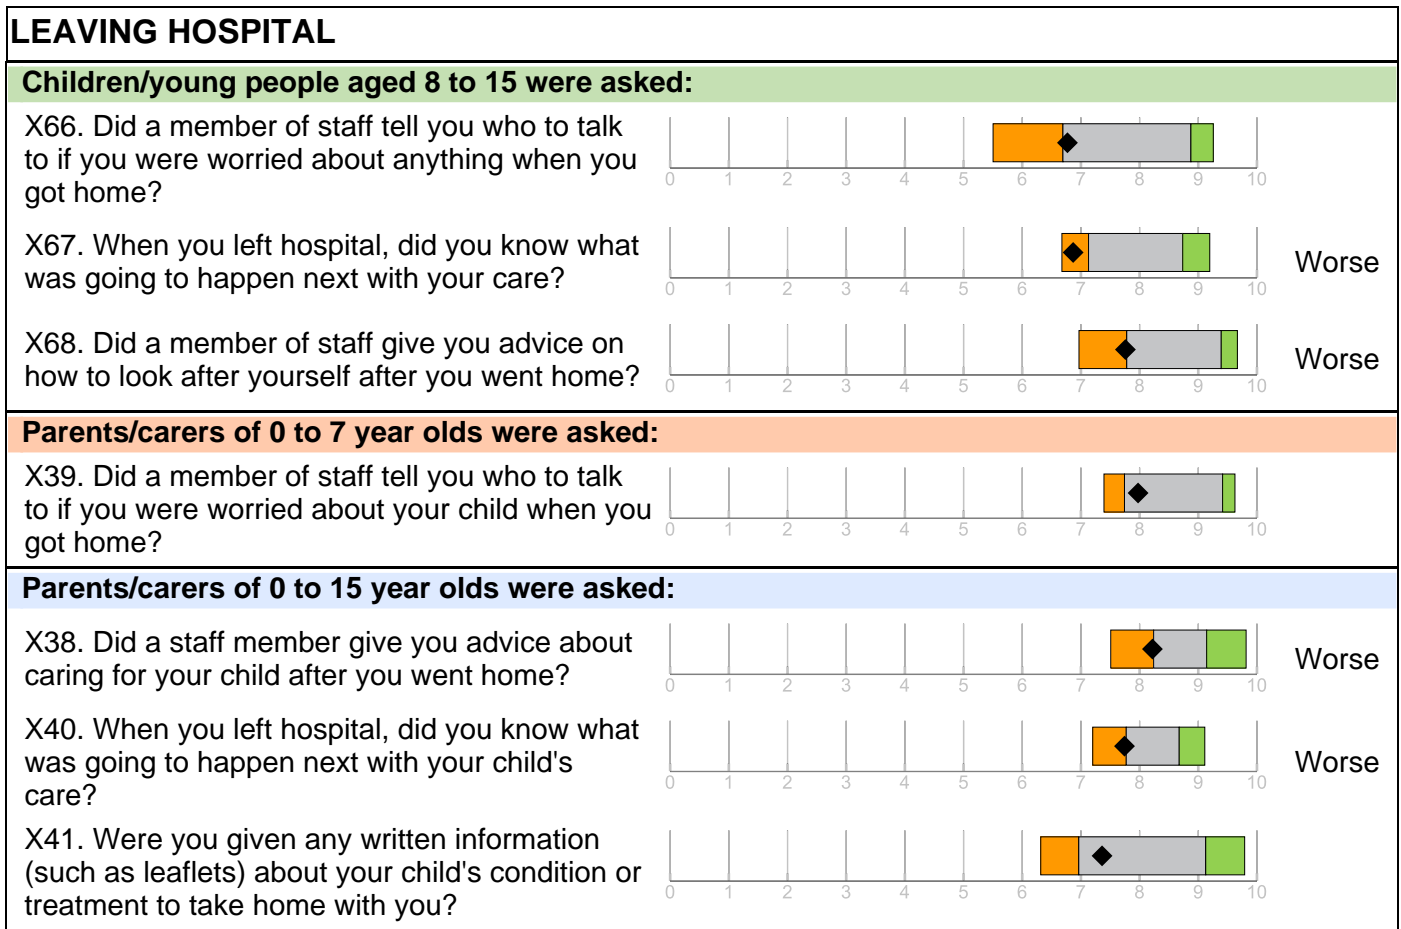 LEAVING HOSPITAL
Children/young people aged 8 to 15 were asked:
X66. Did a member of staff tell you who to talk
to if you were worried about anything when you
got home?
0 1 2 3 4 5 6 7 8 9 10
X67. When you left hospital, did you know what
was going to happen next with your care?
0 1 2 3 4 5 6 7 8 9 10
Worse
X68. Did a member of staff give you advice on
how to look after yourself after you went home?
0 1 2 3 4 5 6 7 8 9 10
Worse
Parents/carers of 0 to 7 year olds were asked:
X39. Did a member of staff tell you who to talk
to if you were worried about your child when you
got home?
0 1 2 3 4 5 6 7 8 9 10
Parents/carers of 0 to 15 year olds were asked:
X38. Did a staff member give you advice about
caring for your child after you went home?
0 1 2 3 4 5 6 7 8 9 10
Worse
X40. When you left hospital, did you know what
was going to happen next with your child's
care?
0 1 2 3 4 5 6 7 8 9 10
Worse
X41. Were you given any written information
(such as leaflets) about your child's condition or
treatment to take home with you?
0 1 2 3 4 5 6 7 8 9 10